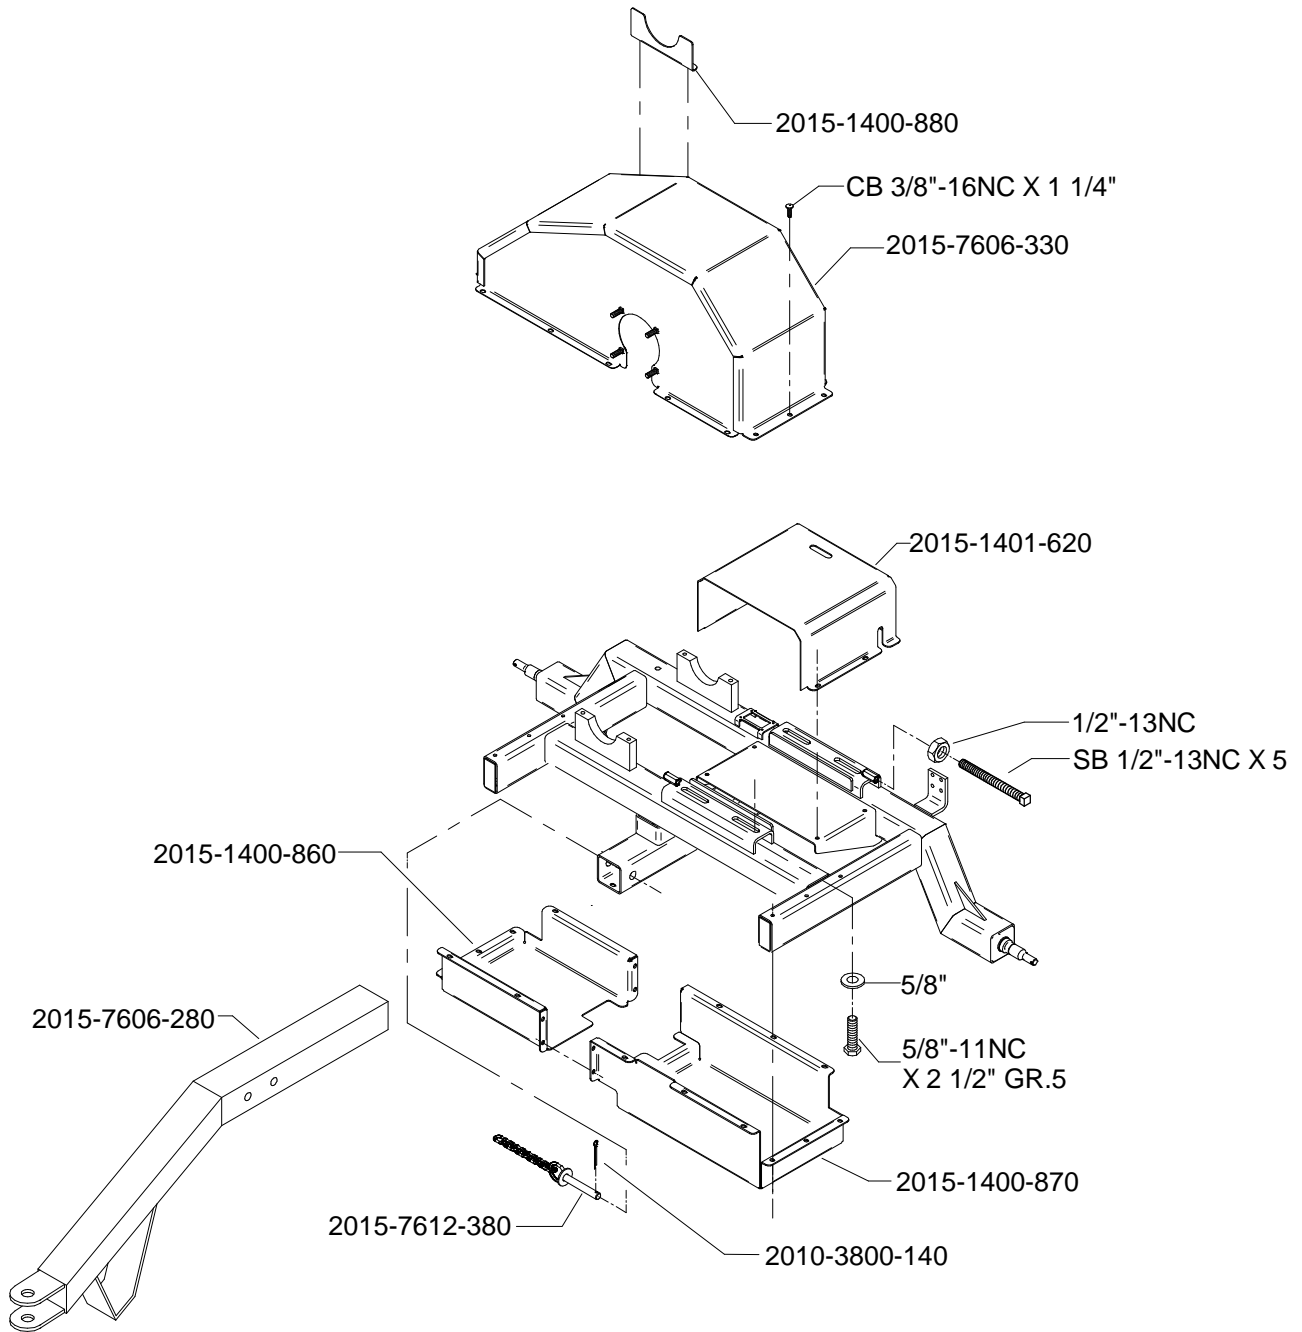 2015-1400-880
CB 3/8"-16NC X 1 1/4"
2015-7606-330
2015-1401-620
1/2"-13NC
SB 1/2"-13NC X 5
2015-1400-860
5/8"
2015-7606-280
5/8"-11NC
X 2 1/2" GR.5
2015-1400-870
2015-7612-380
2010-3800-140